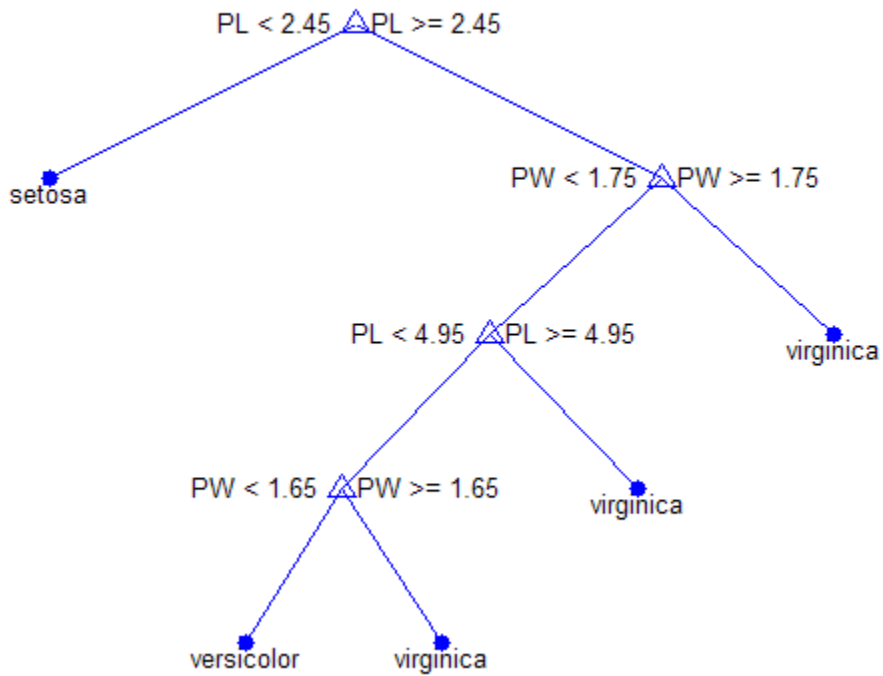 PL < 2.45 PL >= 2.45
setosa
PW < 1.75 PW >= 1.75
PL < 4.95 PL >= 4.95
virginica
PW < 1.65 PW >= 1.65
virginica
versicolor
virginica